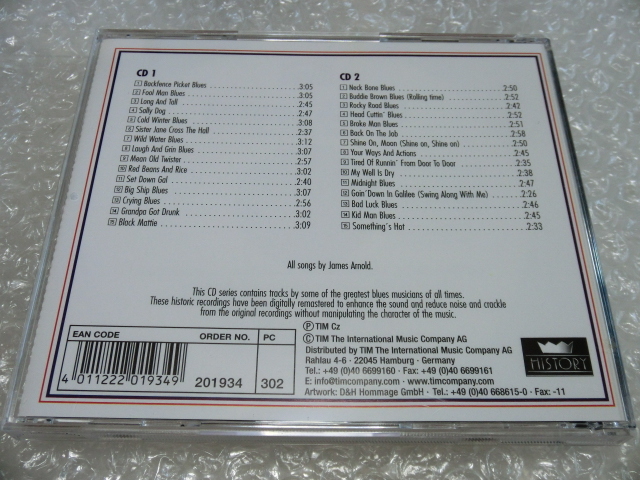 CD 1
1 Backfence Picket Blues 3:05
2 Fool Man Blues 3:05
3 Long And Tall 2:45
4 Sally Dog 2:47
5 Cold Winter Blues 3:08
6 Sister Jane Cross The Hall 2:37
7 Wild Water Blues 3:12
8 Laugh And Grin Blues 3:07
9 Mean Old Twister 2:57
10 Red Beans And Rice 3:02
11 Set Down Gal 2:40
12 Big Ship Blues 3:07
13 Crying Blues 2:56
14 Grandpa Got Drunk 3:02
15 Black Mattie 3:09
CD 2
1 Neck Bone Blues 2:50
2 Buddie Brown Blues (Rolling time) 2:52
3 Rocky Road Blues 2:42
4 Head Cuttin' Blues 2:52
5 Broke Man Blues 2:51
6 Back On The Job 2:58
7 Shine On, Moon (Shine on, Shine on) 2:50
8 Your Ways And Actions 2:45
9 Tired Of Runnin' From Door To Door 2:35
10 My Well Is Dry 2:38
11 Midnight Blues 2:47
12 Goin'Down In Galilee (Swing Along With Me) 2:26
13 Bad Luck Blues 2:46
14 Kid Man Blues 2:45
15 Something's Hot 2:33
All songs by James Arnold.
This CD series contains tracks by some of the greatest blues musicians of all times.
These historic recordings have been digitally remastered to enhance the sound and reduce noise and crackle
from the original recordings without manipulating the character of the music.
EAN CODE
ORDER NO.
PC
4 011222 019349
201934
302
Ⓟ TIM Cz
© TIM The International Music Company AG
Distributed by TIM The International Music Company AG
Rahlau 4-6 · 22045 Hamburg · Germany
Tel.: +49 (0)40 6699160 · Fax: +49 (0)40 6699161
E: info@timcompany.com · www.timcompany.com
Artwork: D&H Hommage GmbH · Tel.: +49 (0)40 668615-0 · Fax: -11
HISTORY